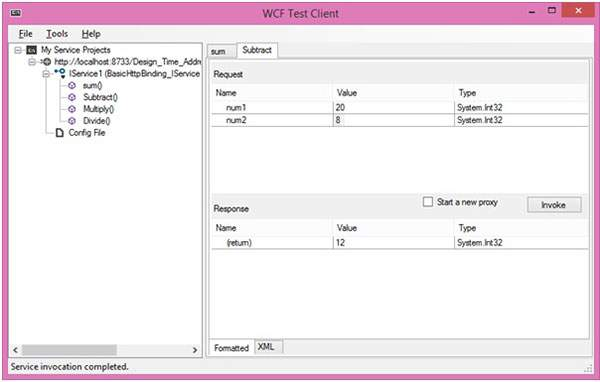 WCF Test Client
File Tools Help
My Service Projects
http://localhost:8733/Design_Time_Addr
IService1 (BasicHttpBinding_IService
sum()
Subtract()
Multiply()
Divide()
Config File
sum Subtract
Request
Name Value Type
num1 20 System.Int32
num2 8 System.Int32
Start a new proxy Invoke
Response
Name Value Type
(return) 12 System.Int32
Formatted XML
Service invocation completed.